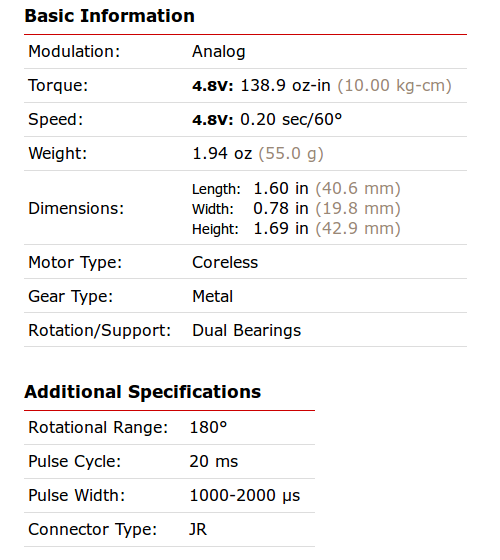 Basic Information
Modulation: Analog
Torque: 4.8V: 138.9 oz-in (10.00 kg-cm)
Speed: 4.8V: 0.20 sec/60°
Weight: 1.94 oz (55.0 g)
Dimensions:
Length: 1.60 in (40.6 mm)
Width: 0.78 in (19.8 mm)
Height: 1.69 in (42.9 mm)
Motor Type: Coreless
Gear Type: Metal
Rotation/Support: Dual Bearings
Additional Specifications
Rotational Range: 180°
Pulse Cycle: 20 ms
Pulse Width: 1000-2000 µs
Connector Type: JR